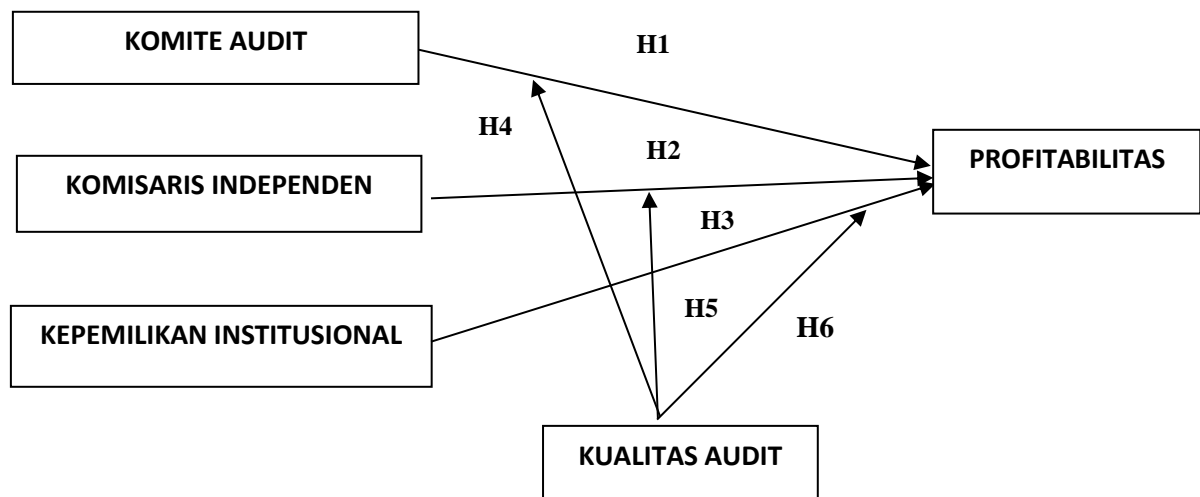 KOMITE AUDIT
H1
H4
H2
PROFITABILITAS
KOMISARIS INDEPENDEN
H3
H5
H6
KEPEMILIKAN INSTITUSIONAL
KUALITAS AUDIT